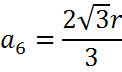 a₆ = 2√3r / 3